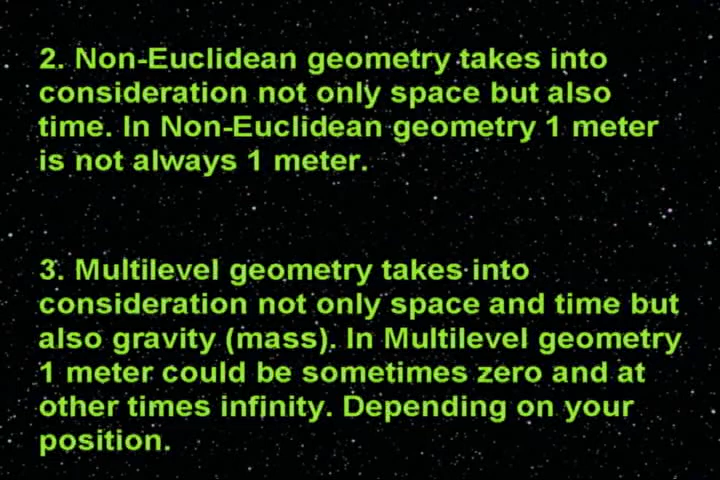 2. Non-Euclidean geometry takes into
consideration not only space but also
time. In Non-Euclidean geometry 1 meter
is not always 1 meter.
3. Multilevel geometry takes into
consideration not only space and time but
also gravity (mass). In Multilevel geometry
1 meter could be sometimes zero and at
other times infinity. Depending on your
position.